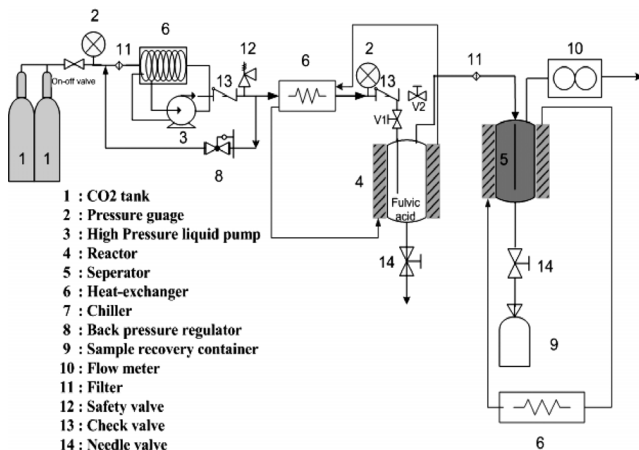 2
6
11
On-off valve
12
13
3
8
6
2
13
V1
V2
4
Fulvic
acid
14
11
10
5
14
9
6
1
1
1 : CO2 tank
2 : Pressure guage
3 : High Pressure liquid pump
4 : Reactor
5 : Seperator
6 : Heat-exchanger
7 : Chiller
8 : Back pressure regulator
9 : Sample recovery container
10 : Flow meter
11 : Filter
12 : Safety valve
13 : Check valve
14 : Needle valve